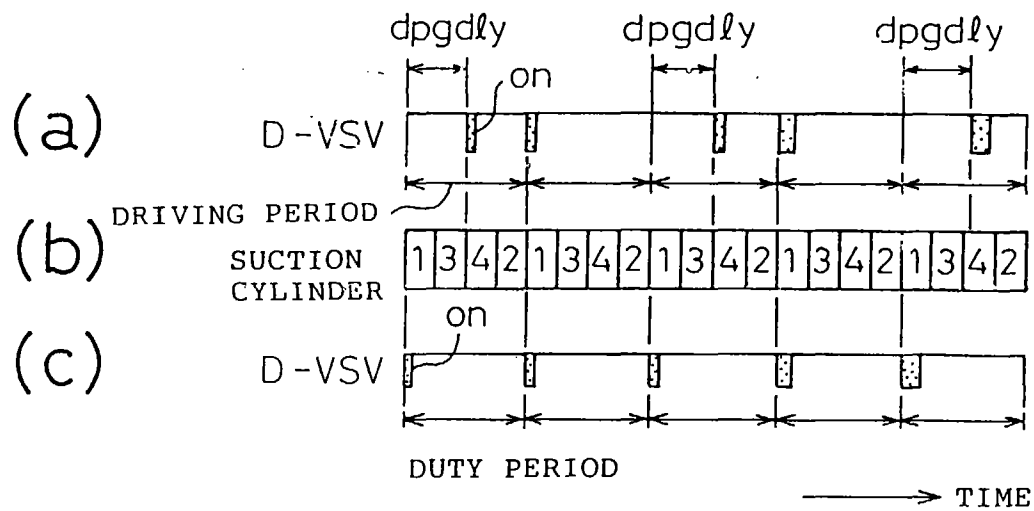 dpgdly dpgdly dpgdly
on
(a) D-VSV
DRIVING PERIOD
(b) SUCTION CYLINDER 1 3 4 2 1 3 4 2 1 3 4 2 1 3 4 2 1 3 4 2
on
(c) D-VSV
DUTY PERIOD
TIME